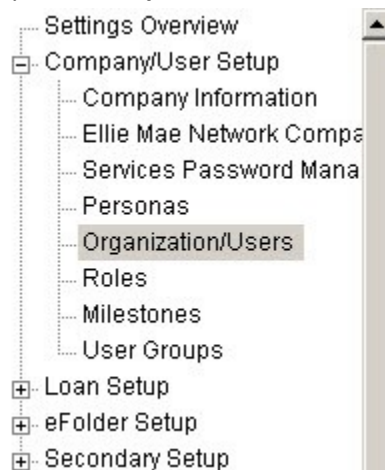 Settings Overview
Company/User Setup
Company Information
Ellie Mae Network Compa
Services Password Mana
Personas
Organization/Users
Roles
Milestones
User Groups
Loan Setup
eFolder Setup
Secondary Setup